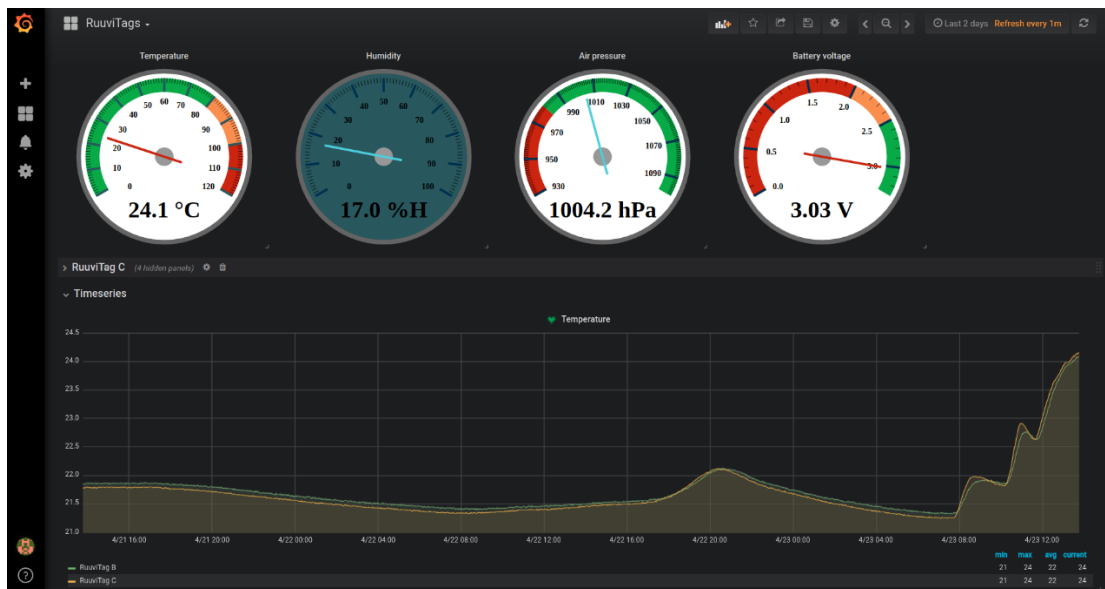 RuuviTags
Last 2 days Refresh every 1m
Temperature
0 10 20 30 40 50 60 70 80 90 100 110 120
24.1 °C
Humidity
0 10 20 30 40 50 60 70 80 90 100
17.0 %H
Air pressure
930 950 970 990 1010 1030 1050 1070 1090
1004.2 hPa
Battery voltage
0.0 0.5 1.0 1.5 2.0 2.5 3.0
3.03 V
RuuviTag C (4 hidden panels)
Timeseries
Temperature
24.5
24.0
23.5
23.0
22.5
22.0
21.5
21.0
4/21 16:00 4/21 20:00 4/22 00:00 4/22 04:00 4/22 08:00 4/22 12:00 4/22 16:00 4/22 20:00 4/23 00:00 4/23 04:00 4/23 08:00 4/23 12:00
min max avg current
RuuviTag B 21 24 22 24
RuuviTag C 21 24 22 24